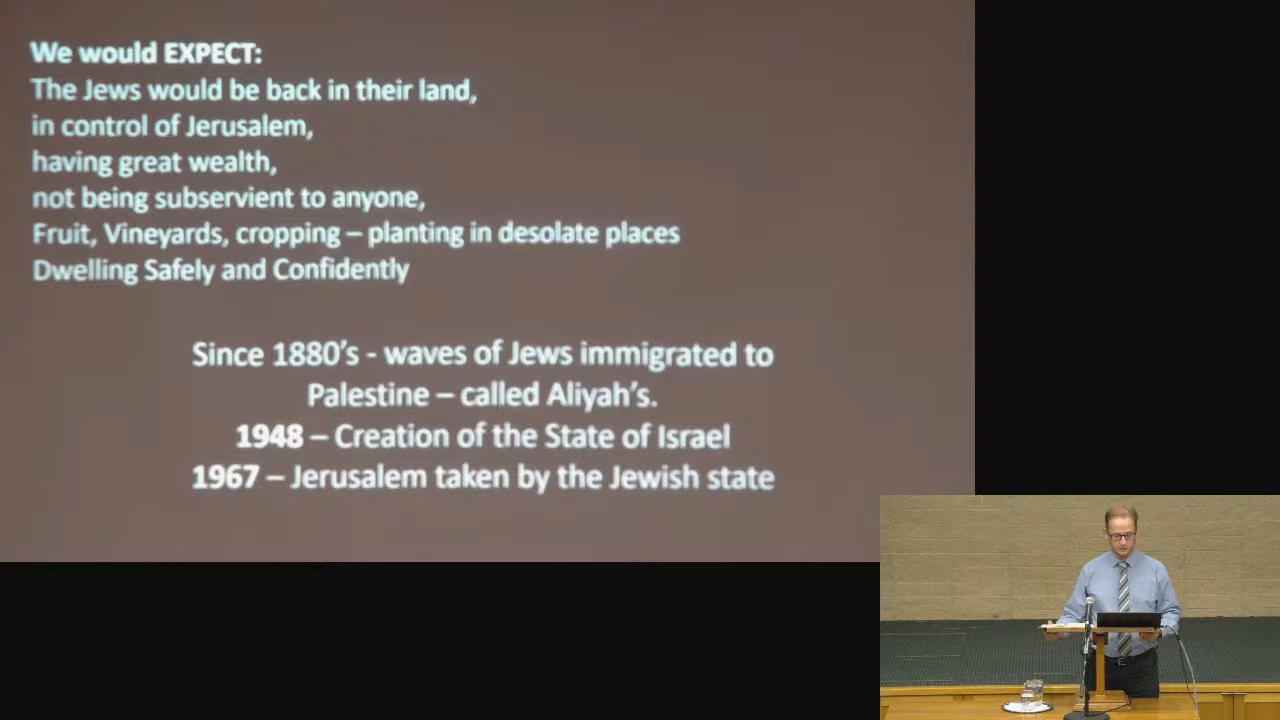 We would EXPECT:
The Jews would be back in their land,
in control of Jerusalem,
having great wealth,
not being subservient to anyone,
Fruit, Vineyards, cropping – planting in desolate places
Dwelling Safely and Confidently
Since 1880's - waves of Jews immigrated to
Palestine – called Aliyah's.
1948 – Creation of the State of Israel
1967 – Jerusalem taken by the Jewish state